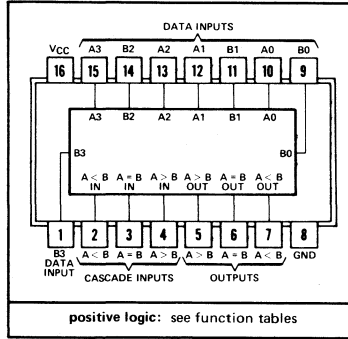 DATA INPUTS
VCC A3 B2 A2 A1 B1 A0 B0
16 15 14 13 12 11 10 9
A3 B2 A2 A1 B1 A0
B3 B0
A < B A = B A > B A > B A = B A < B
IN IN IN OUT OUT OUT
1 2 3 4 5 6 7 8
B3 A < B A = B A > B A > B A = B A < B GND
DATA
INPUT CASCADE INPUTS OUTPUTS
positive logic: see function tables